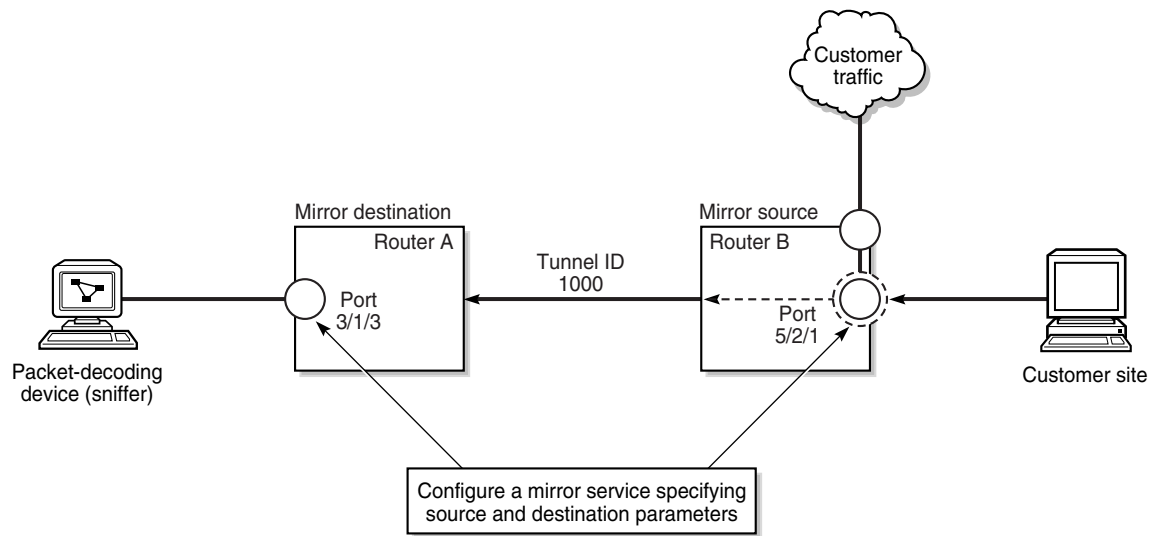 Customer
traffic
Mirror destination
Router A
Mirror source
Router B
Tunnel ID
1000
Port
3/1/3
Port
5/2/1
Packet-decoding
device (sniffer)
Customer site
Configure a mirror service specifying
source and destination parameters